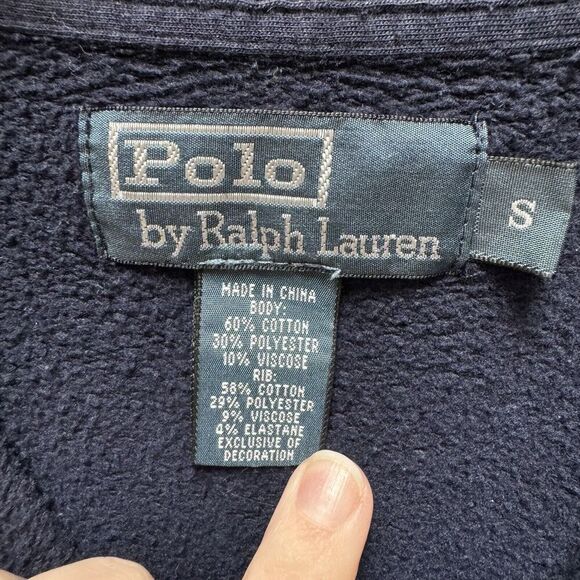 Polo
by Ralph Lauren
S
MADE IN CHINA
BODY:
60% COTTON
30% POLYESTER
10% VISCOSE
RIB:
58% COTTON
29% POLYESTER
9% VISCOSE
4% ELASTANE
EXCLUSIVE OF
DECORATION